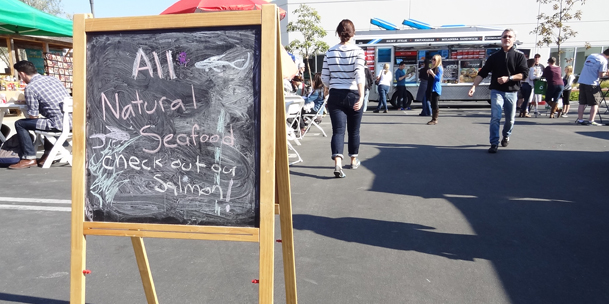 All
Natural
Seafood
check out our
Salmon!!